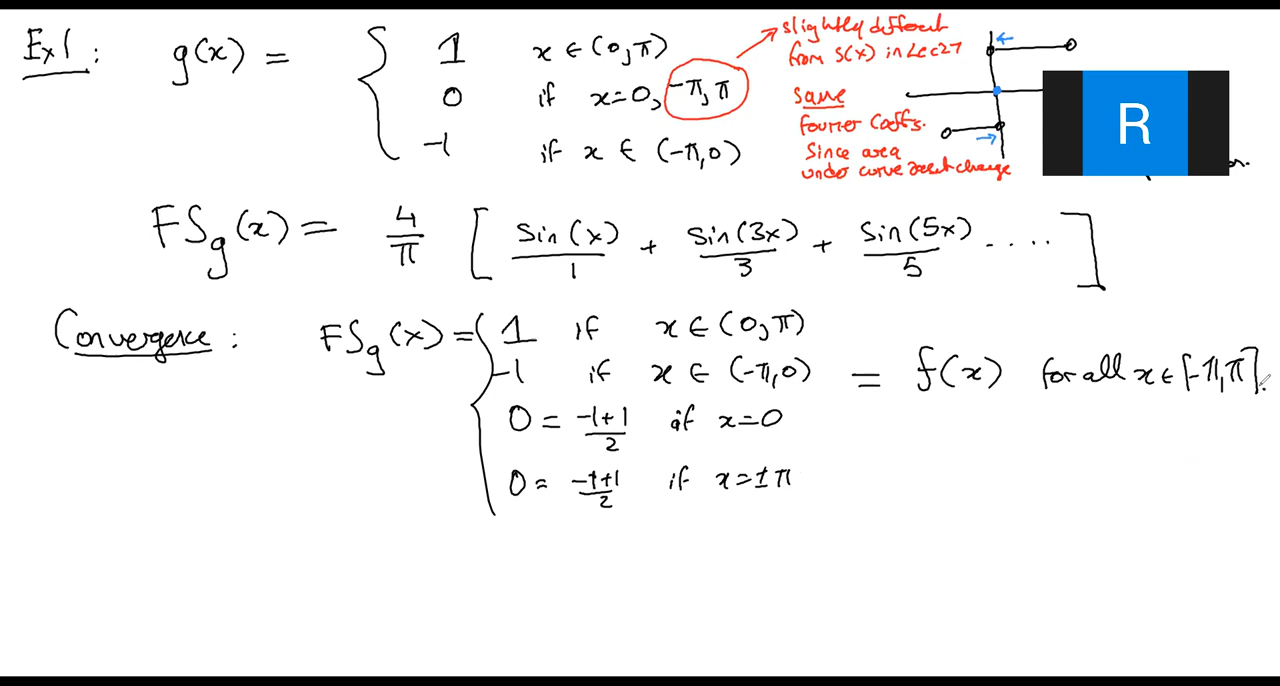 Ex1: g(x) = { 1 x ∈ (0,π)
0 if x=0, -π, π
-1 if x ∈ (-π,0)
slightly different
from S(x) in Lec27
same
fourier coeffs.
Since area
under curve doesn't change
R
FS_g(x) = 4/π [ sin(x)/1 + sin(3x)/3 + sin(5x)/5 .... ]
Convergence: FS_g(x) = { 1 if x ∈ (0,π)
-1 if x ∈ (-π,0) = f(x) for all x ∈ [-π,π].
0 = -1+1/2 if x=0
0 = -1+1/2 if x=±π